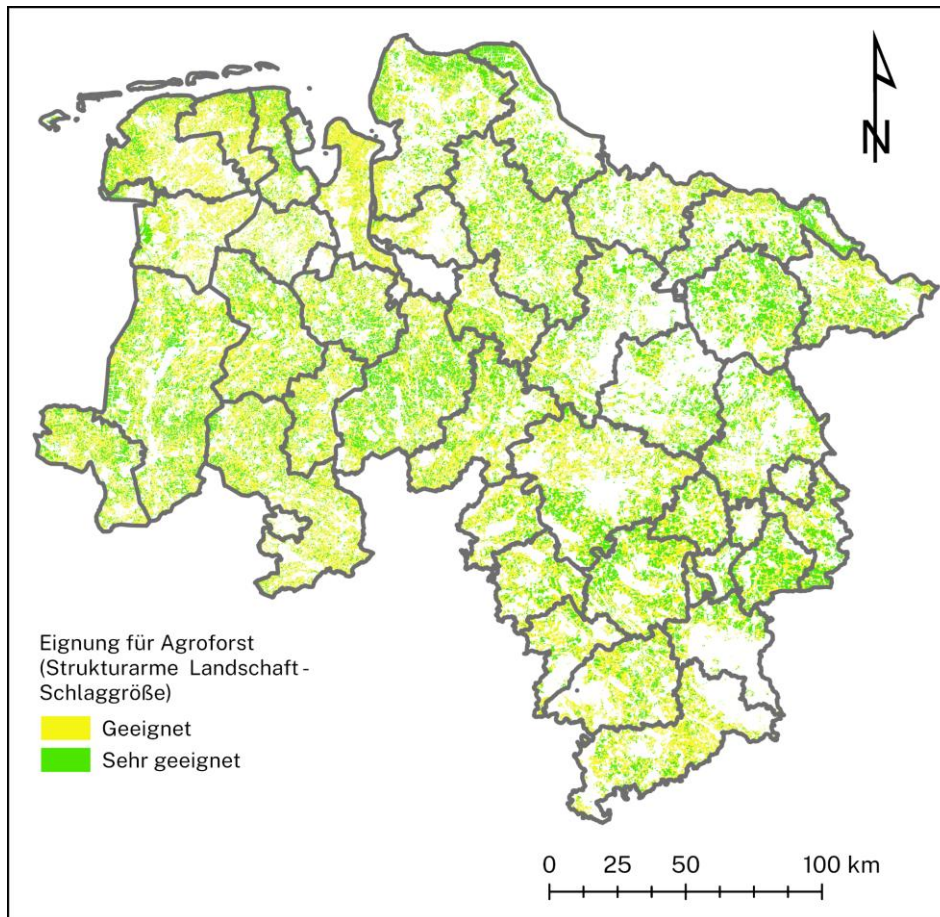 N
Eignung für Agroforst
(Strukturarme Landschaft -
Schlaggröße)
Geeignet
Sehr geeignet
0 25 50 100 km